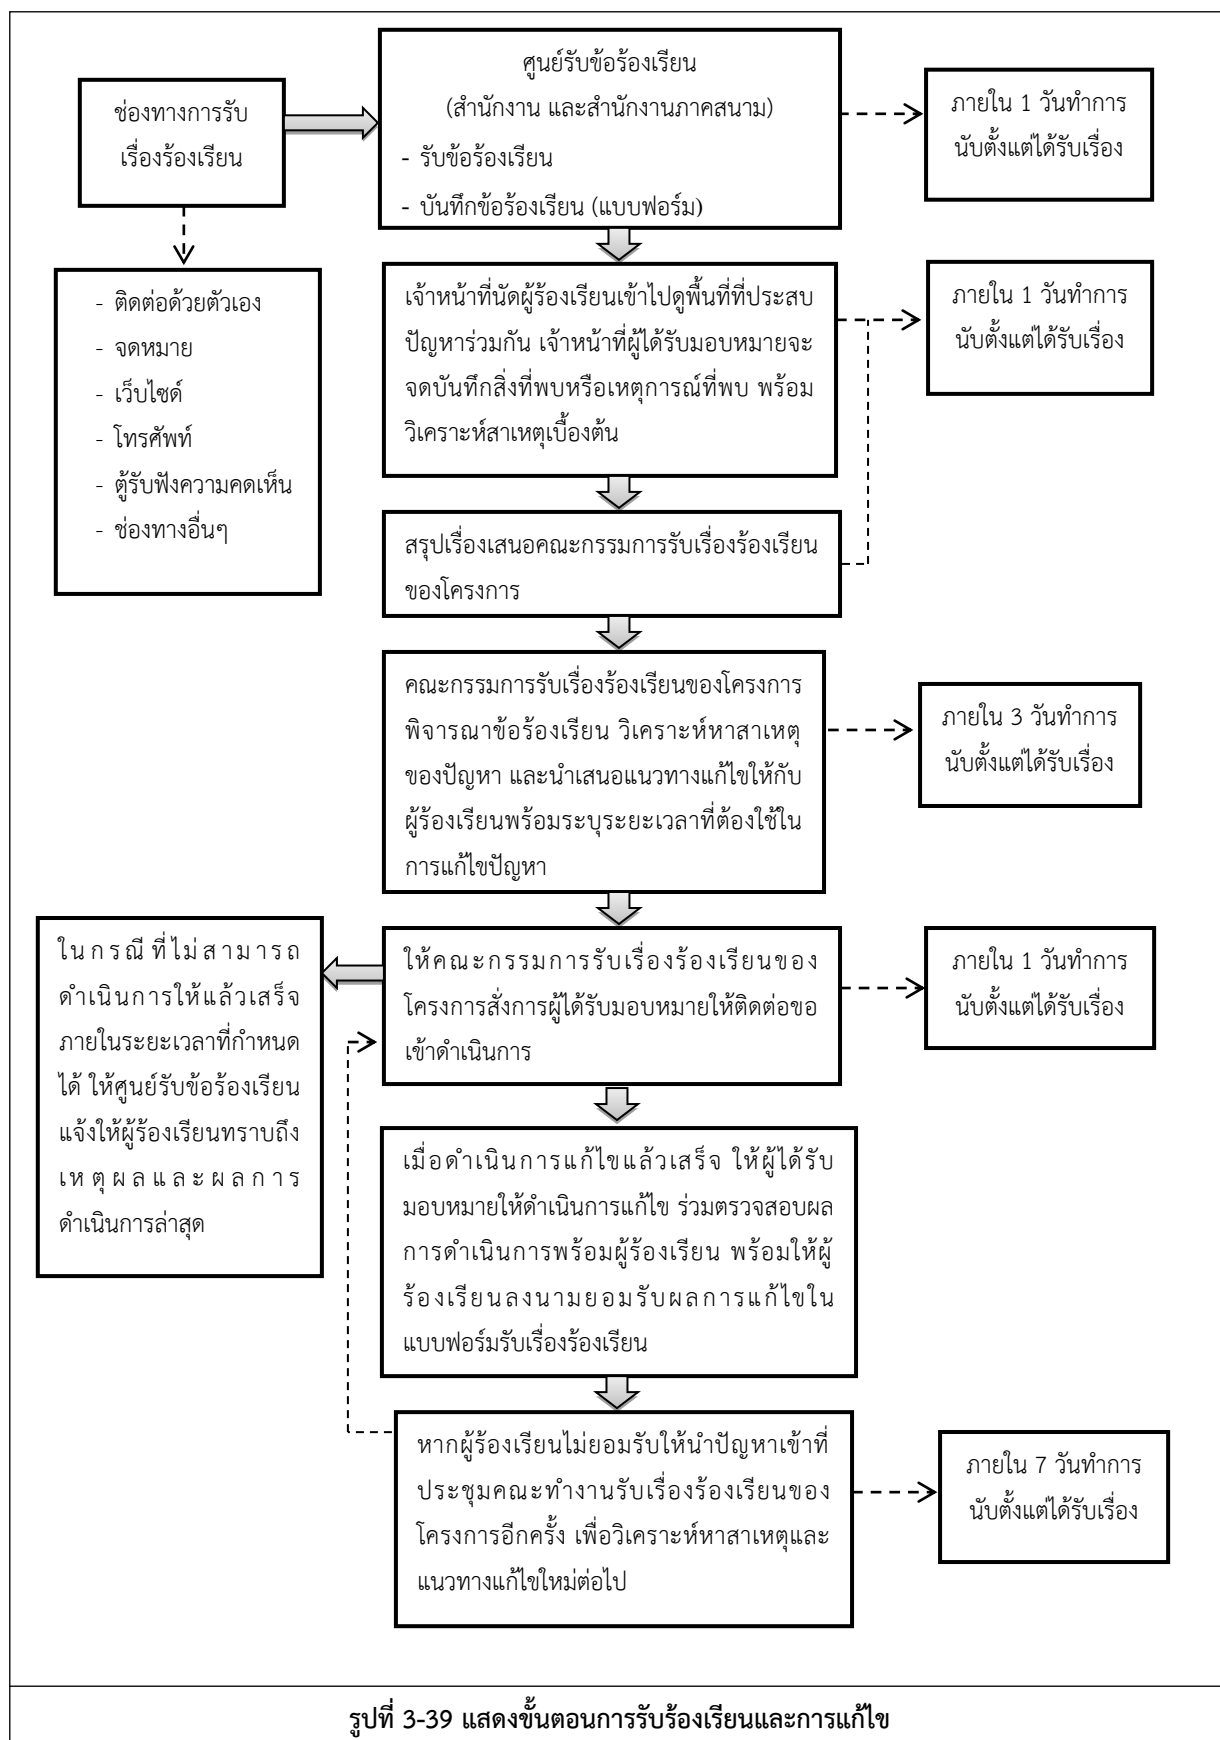 ช่องทางการรับ
เรื่องร้องเรียน
ศูนย์รับข้อร้องเรียน
(สำนักงาน และสำนักงานภาคสนาม)
- รับข้อร้องเรียน
- บันทึกข้อร้องเรียน (แบบฟอร์ม)
ภายใน 1 วันทำการ
นับตั้งแต่ได้รับเรื่อง
- ติดต่อด้วยตัวเอง
- จดหมาย
- เว็บไซด์
- โทรศัพท์
- ตู้รับฟังความคดเห็น
- ช่องทางอื่นๆ
เจ้าหน้าที่นัดผู้ร้องเรียนเข้าไปดูพื้นที่ที่ประสบ
ปัญหาร่วมกัน เจ้าหน้าที่ผู้ได้รับมอบหมายจะ
จดบันทึกสิ่งที่พบหรือเหตุการณ์ที่พบ พร้อม
วิเคราะห์สาเหตุเบื้องต้น
ภายใน 1 วันทำการ
นับตั้งแต่ได้รับเรื่อง
สรุปเรื่องเสนอคณะกรรมการรับเรื่องร้องเรียน
ของโครงการ
คณะกรรมการรับเรื่องร้องเรียนของโครงการ
พิจารณาข้อร้องเรียน วิเคราะห์หาสาเหตุ
ของปัญหา และนำเสนอแนวทางแก้ไขให้กับ
ผู้ร้องเรียนพร้อมระบุระยะเวลาที่ต้องใช้ใน
การแก้ไขปัญหา
ภายใน 3 วันทำการ
นับตั้งแต่ได้รับเรื่อง
ในกรณีที่ไม่สามารถ
ดำเนินการให้แล้วเสร็จ
ภายในระยะเวลาที่กำหนด
ได้ ให้ศูนย์รับข้อร้องเรียน
แจ้งให้ผู้ร้องเรียนทราบถึง
เหตุผลและผลการ
ดำเนินการล่าสุด
ให้คณะกรรมการรับเรื่องร้องเรียนของ
โครงการสั่งการผู้ได้รับมอบหมายให้ติดต่อขอ
เข้าดำเนินการ
ภายใน 1 วันทำการ
นับตั้งแต่ได้รับเรื่อง
เมื่อดำเนินการแก้ไขแล้วเสร็จ ให้ผู้ได้รับ
มอบหมายให้ดำเนินการแก้ไข ร่วมตรวจสอบผล
การดำเนินการพร้อมผู้ร้องเรียน พร้อมให้ผู้
ร้องเรียนลงนามยอมรับผลการแก้ไขใน
แบบฟอร์มรับเรื่องร้องเรียน
หากผู้ร้องเรียนไม่ยอมรับให้นำปัญหาเข้าที่
ประชุมคณะทำงานรับเรื่องร้องเรียนของ
โครงการอีกครั้ง เพื่อวิเคราะห์หาสาเหตุและ
แนวทางแก้ไขใหม่ต่อไป
ภายใน 7 วันทำการ
นับตั้งแต่ได้รับเรื่อง
รูปที่ 3-39 แสดงขั้นตอนการรับร้องเรียนและการแก้ไข